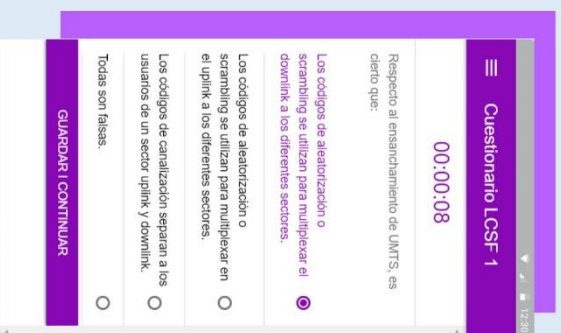 12:30
Cuestionario LCSF 1
00:00:08
Respecto al ensanchamiento de UMTS, es
cierto que:
Los códigos de aleatorización o
scrambling se utilizan para multiplexar el
downlink a los diferentes sectores.
Los códigos de aleatorización o
scrambling se utilizan para multiplexar en
el uplink a los diferentes sectores.
Los códigos de canalización separan a los
usuarios de un sector uplink y downlink.
Todas son falsas.
GUARDAR I CONTINUAR